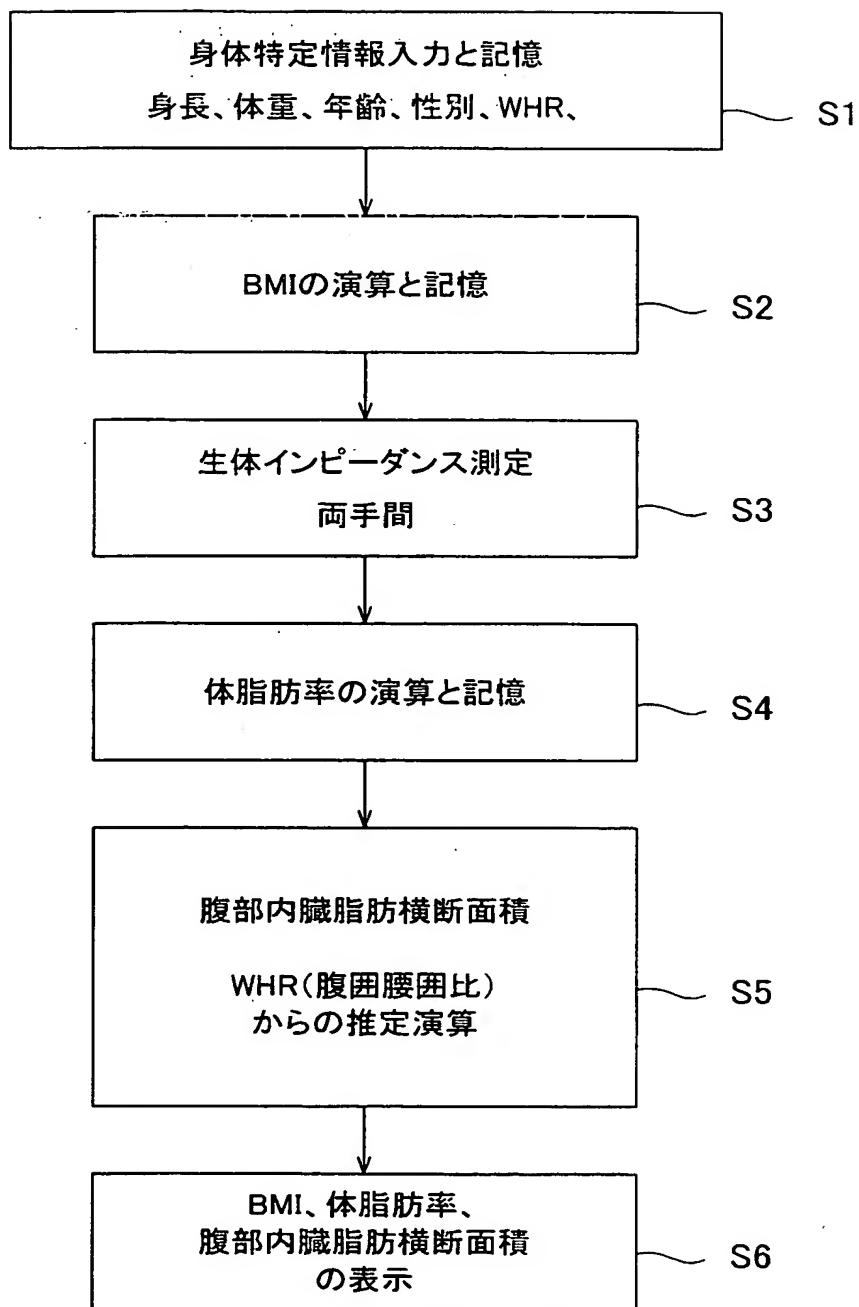 身体特定情報入力と記憶
身長、体重、年齢、性別、WHR、
S1
BMIの演算と記憶
S2
生体インピーダンス測定
両手間
S3
体脂肪率の演算と記憶
S4
腹部内臓脂肪横断面積
WHR(腹囲腰囲比)
からの推定演算
S5
BMI、体脂肪率、
腹部内臓脂肪横断面積
の表示
S6